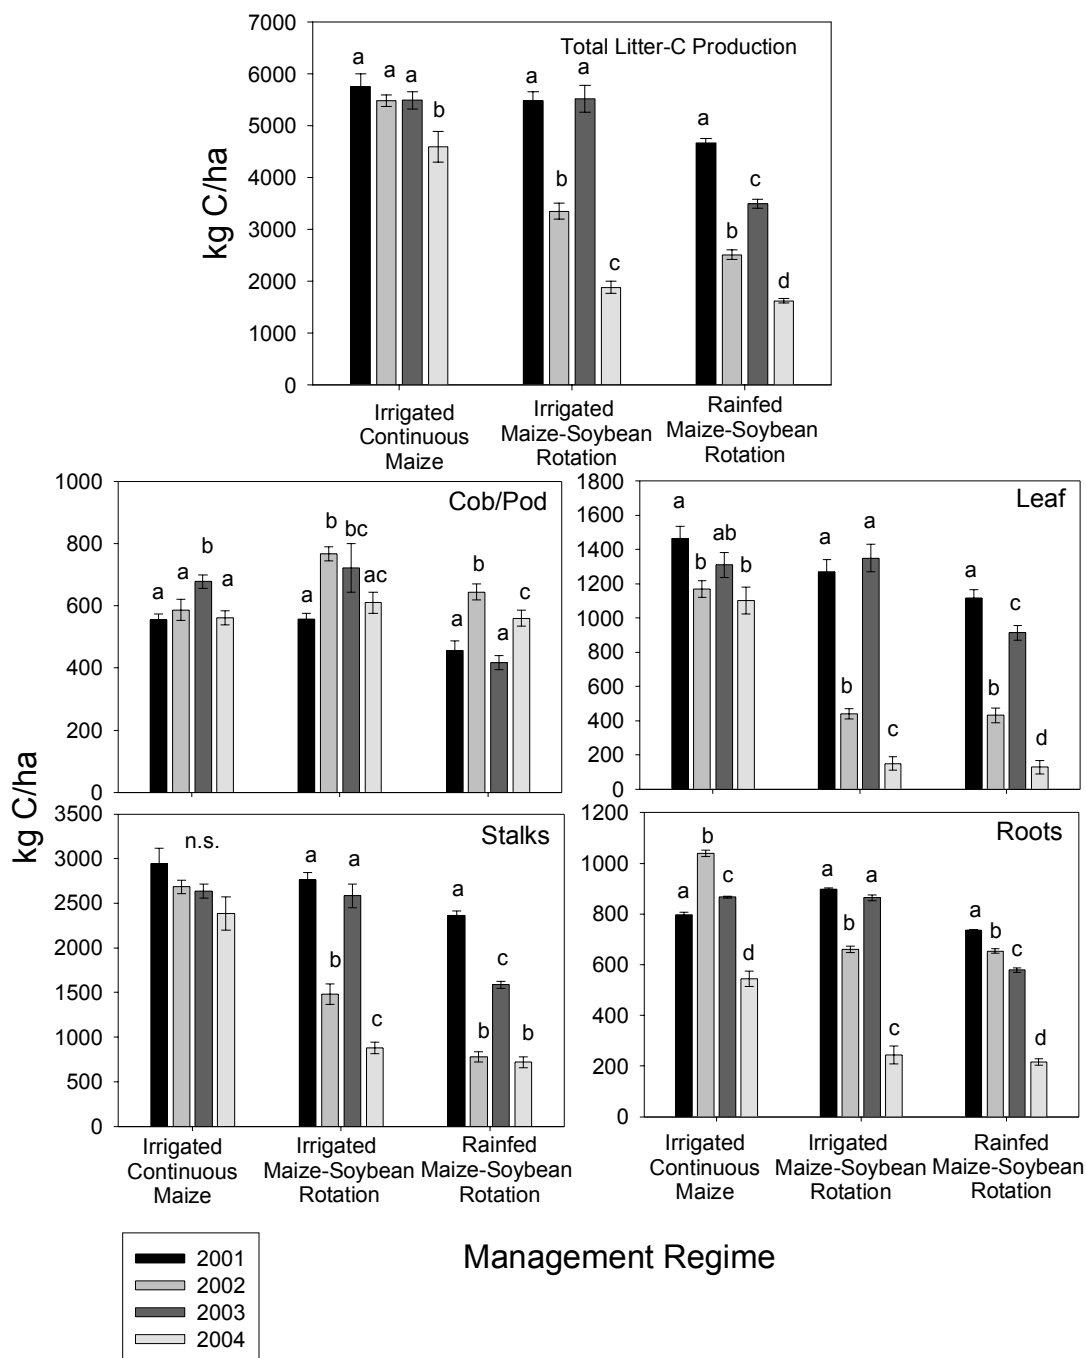 7000
Total Litter-C Production
6000
5000
4000
3000
2000
1000
0
kg C/ha
a a a b
a b a c
a b c d
Irrigated
Continuous
Maize
Irrigated
Maize-Soybean
Rotation
Rainfed
Maize-Soybean
Rotation
1000
Cob/Pod
800
600
400
200
0
a a b a
a b bc ac
a b a c
1800
Leaf
1600
1400
1200
1000
800
600
400
200
0
a b ab b
a b a c
a b c d
kg C/ha
3500
Stalks
3000
2500
2000
1500
1000
500
0
n.s.
a b a c
a b c b
1200
Roots
1000
800
600
400
200
0
a b c d
a b a c
a b c d
Irrigated
Continuous
Maize
Irrigated
Maize-Soybean
Rotation
Rainfed
Maize-Soybean
Rotation
Irrigated
Continuous
Maize
Irrigated
Maize-Soybean
Rotation
Rainfed
Maize-Soybean
Rotation
Management Regime
2001
2002
2003
2004